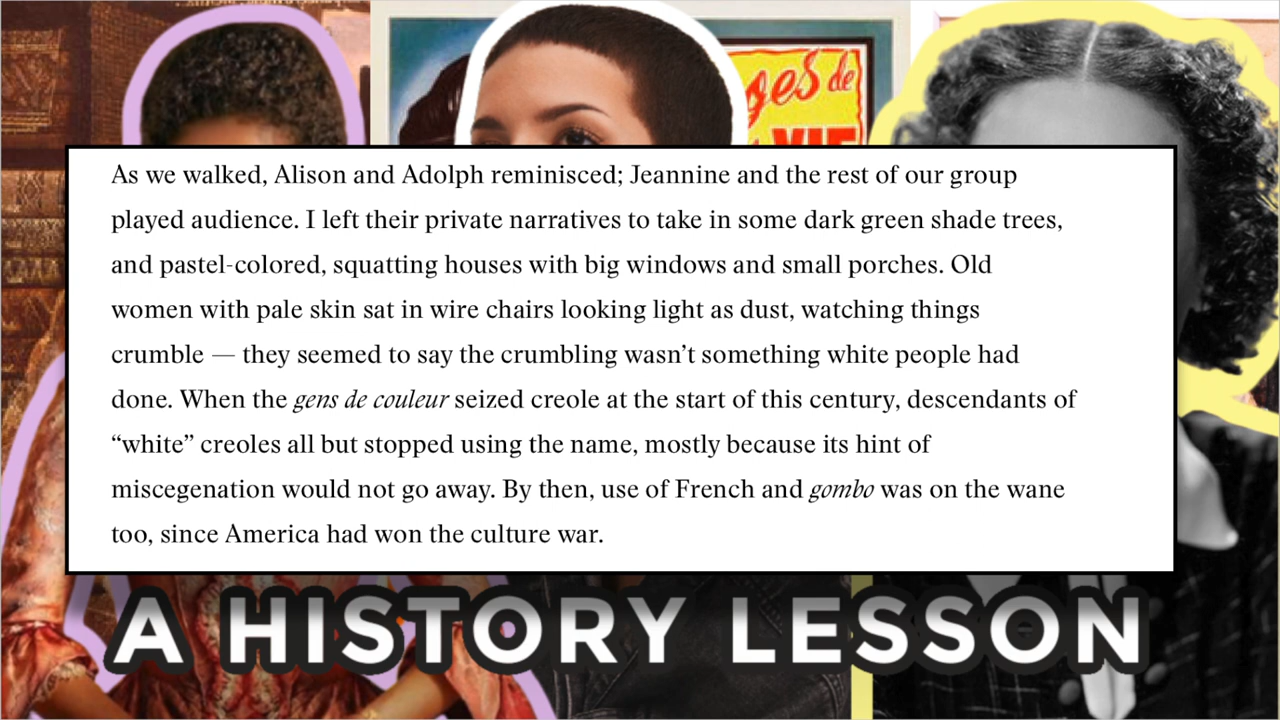 ges de
VIE
As we walked, Alison and Adolph reminisced; Jeannine and the rest of our group
played audience. I left their private narratives to take in some dark green shade trees,
and pastel-colored, squatting houses with big windows and small porches. Old
women with pale skin sat in wire chairs looking light as dust, watching things
crumble — they seemed to say the crumbling wasn’t something white people had
done. When the gens de couleur seized creole at the start of this century, descendants of
“white” creoles all but stopped using the name, mostly because its hint of
miscegenation would not go away. By then, use of French and gombo was on the wane
too, since America had won the culture war.
A HISTORY LESSON